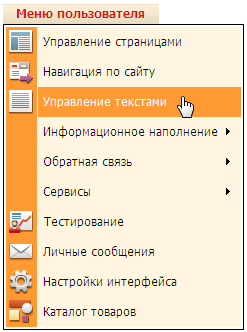 Меню пользователя
Управление страницами
Навигация по сайту
Управление текстами
Информационное наполнение
Обратная связь
Сервисы
Тестирование
Личные сообщения
Настройки интерфейса
Каталог товаров